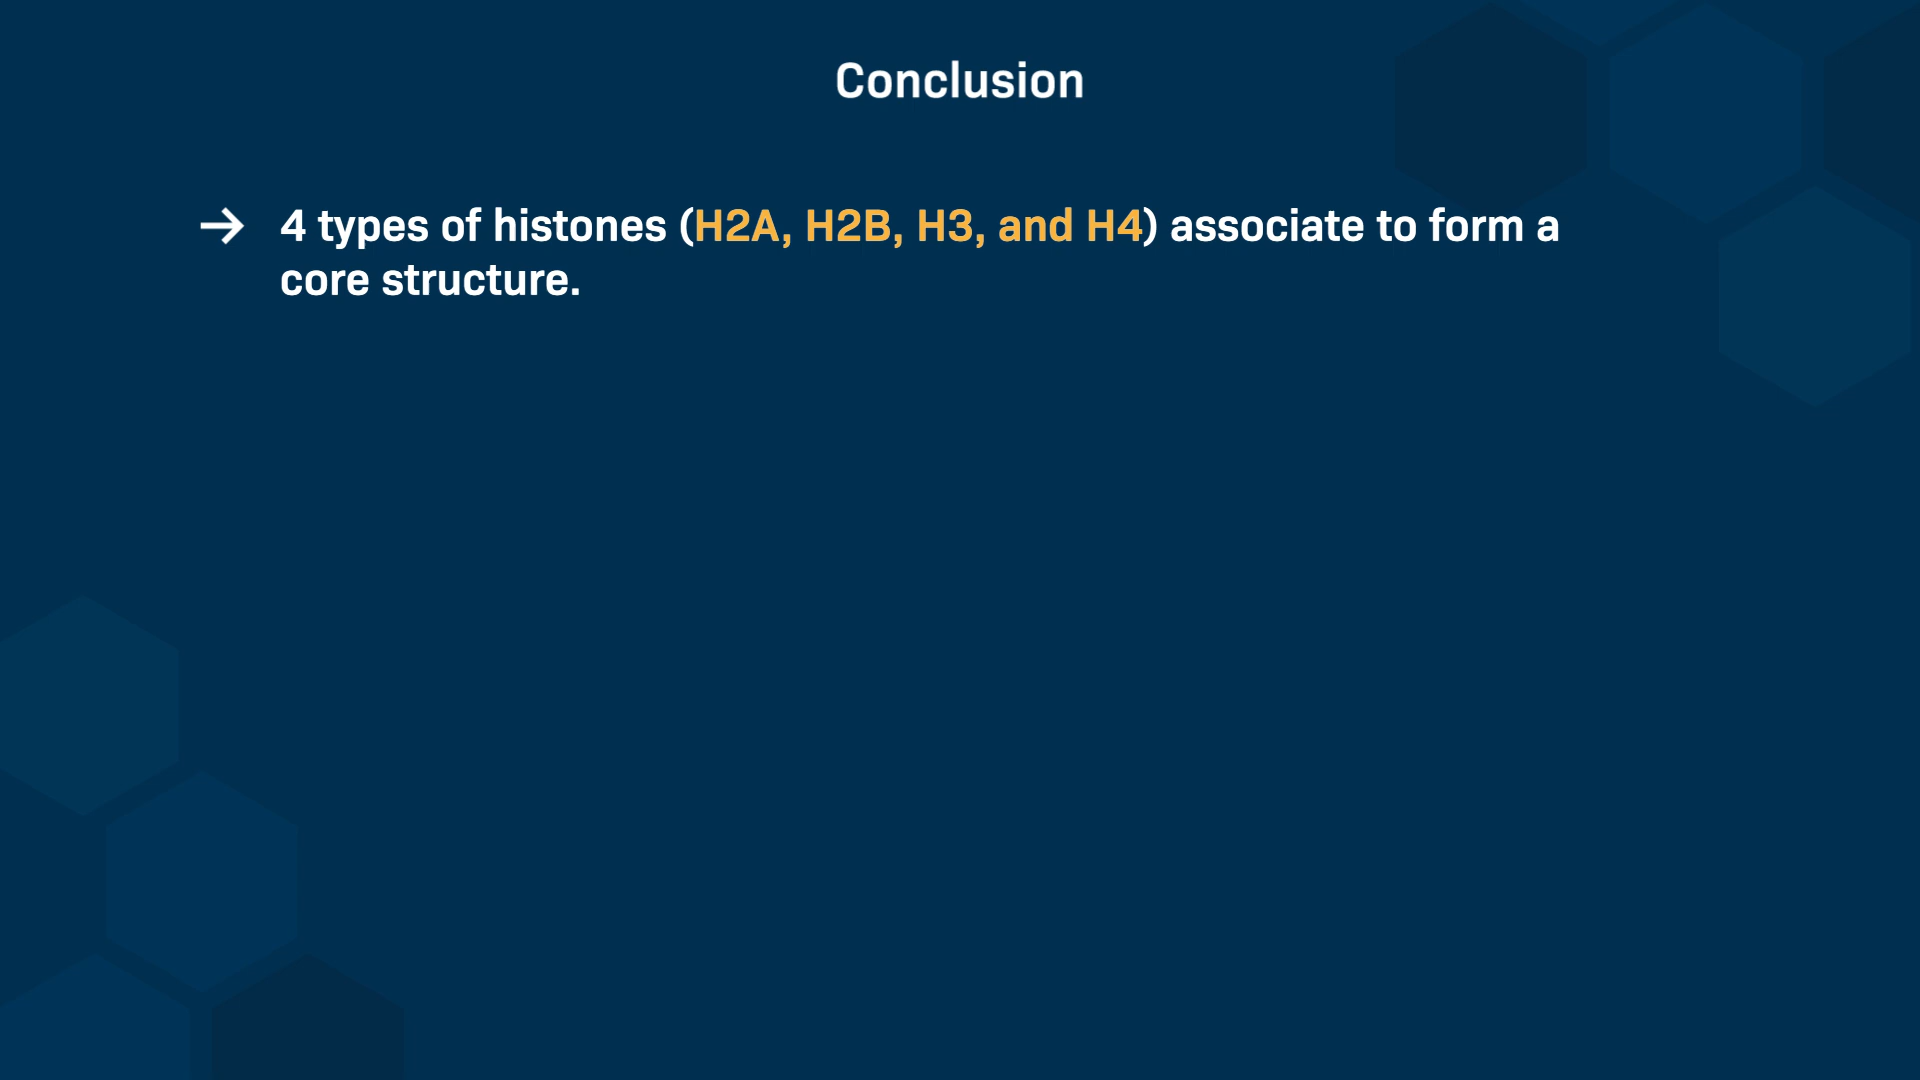 Conclusion
→ 4 types of histones (H2A, H2B, H3, and H4) associate to form a
core structure.